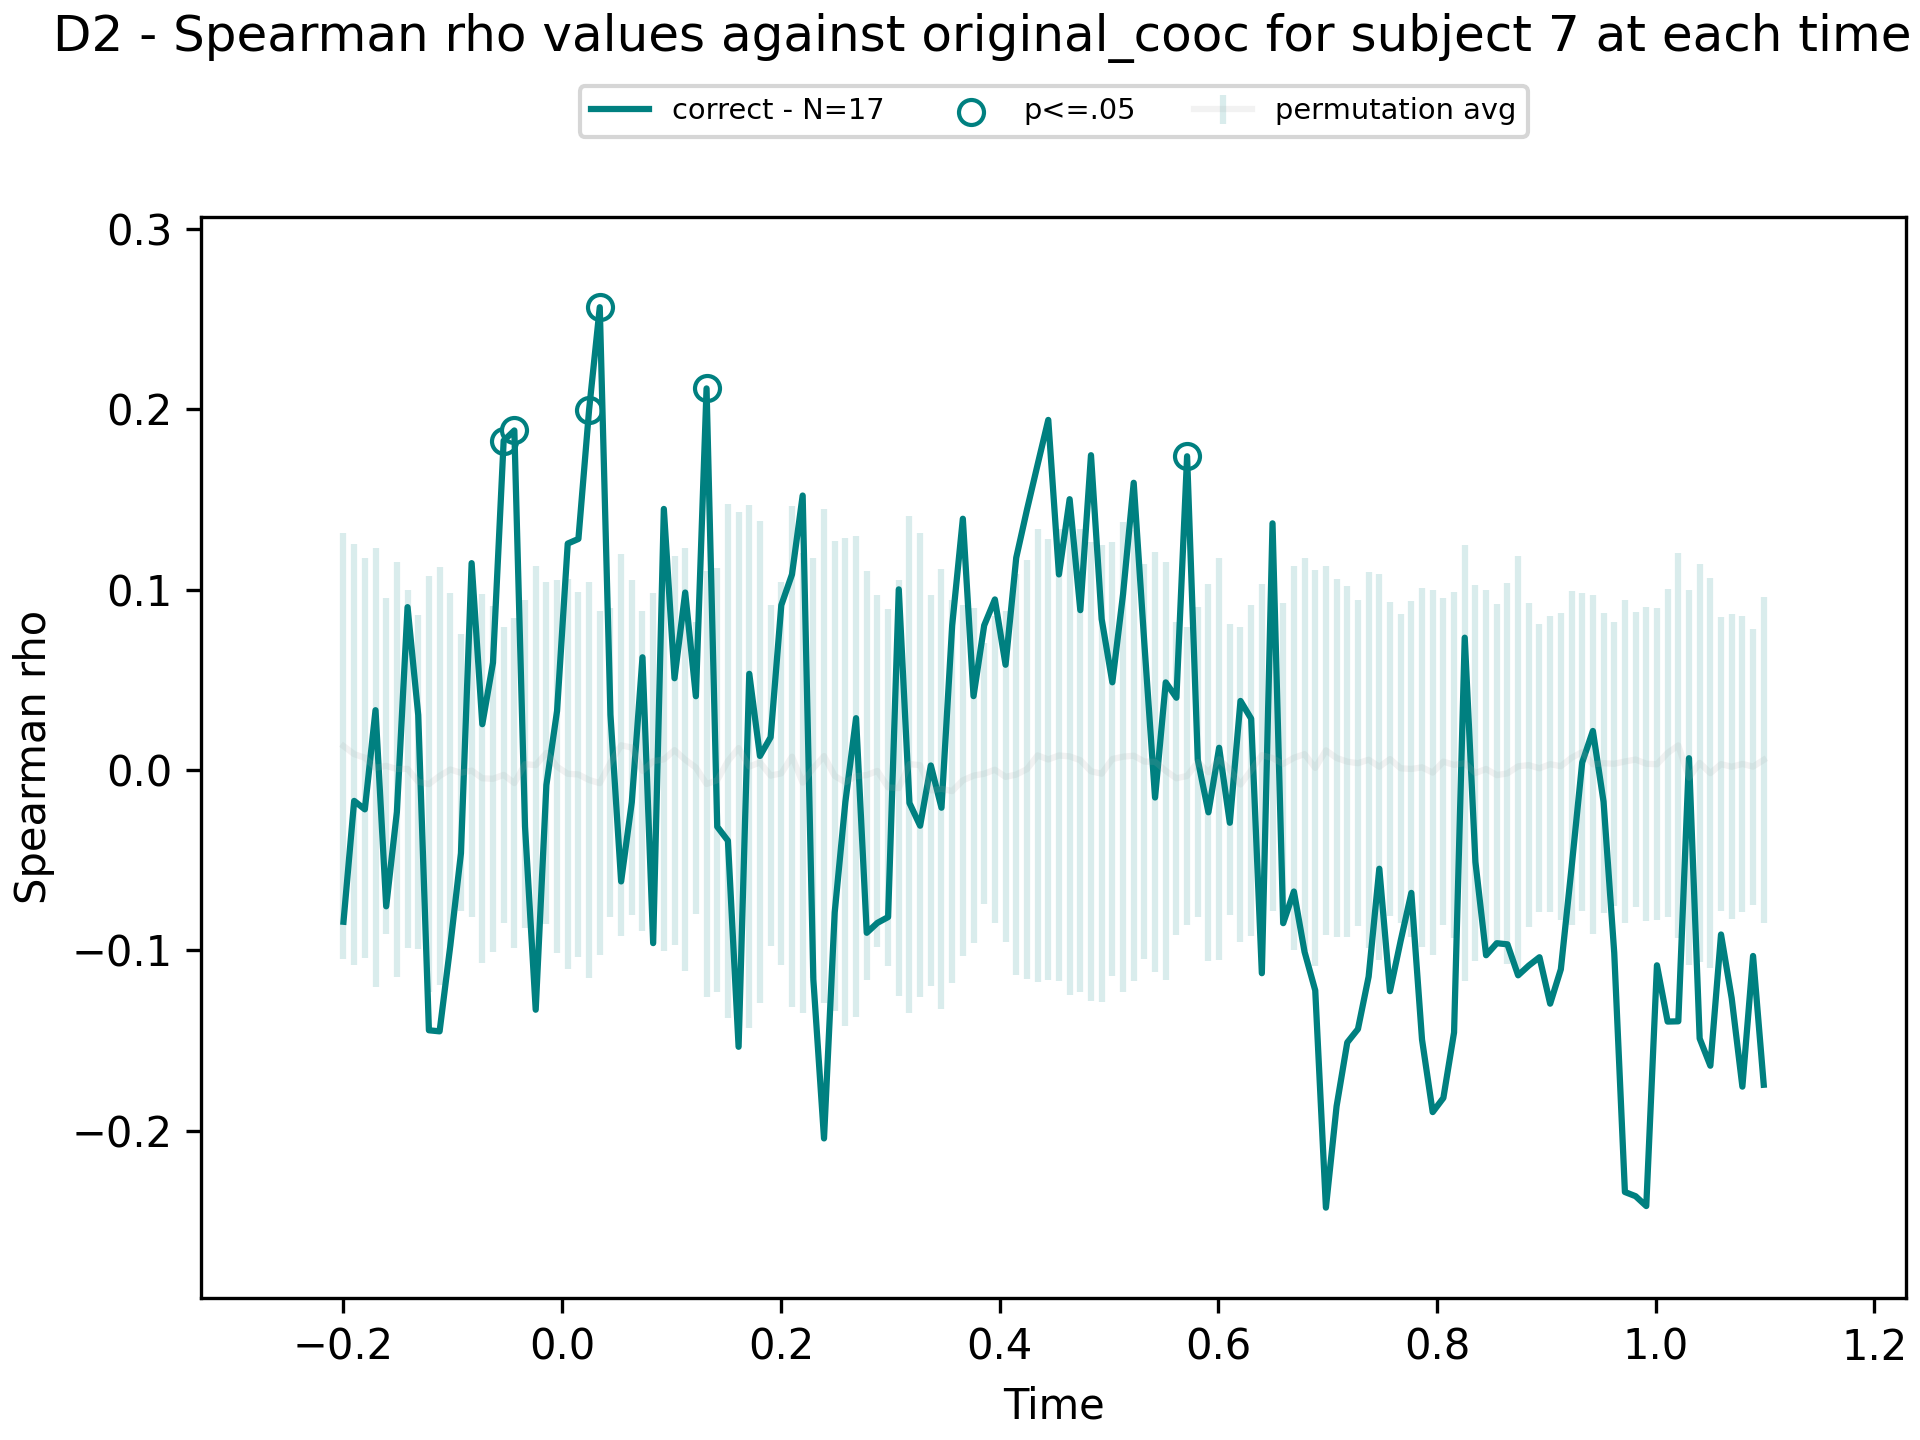 D2 - Spearman rho values against original_cooc for subject 7 at each time
correct - N=17 p<=.05 permutation avg
0.3
0.2
0.1
0.0
−0.1
−0.2
Spearman rho
−0.2 0.0 0.2 0.4 0.6 0.8 1.0 1.2
Time